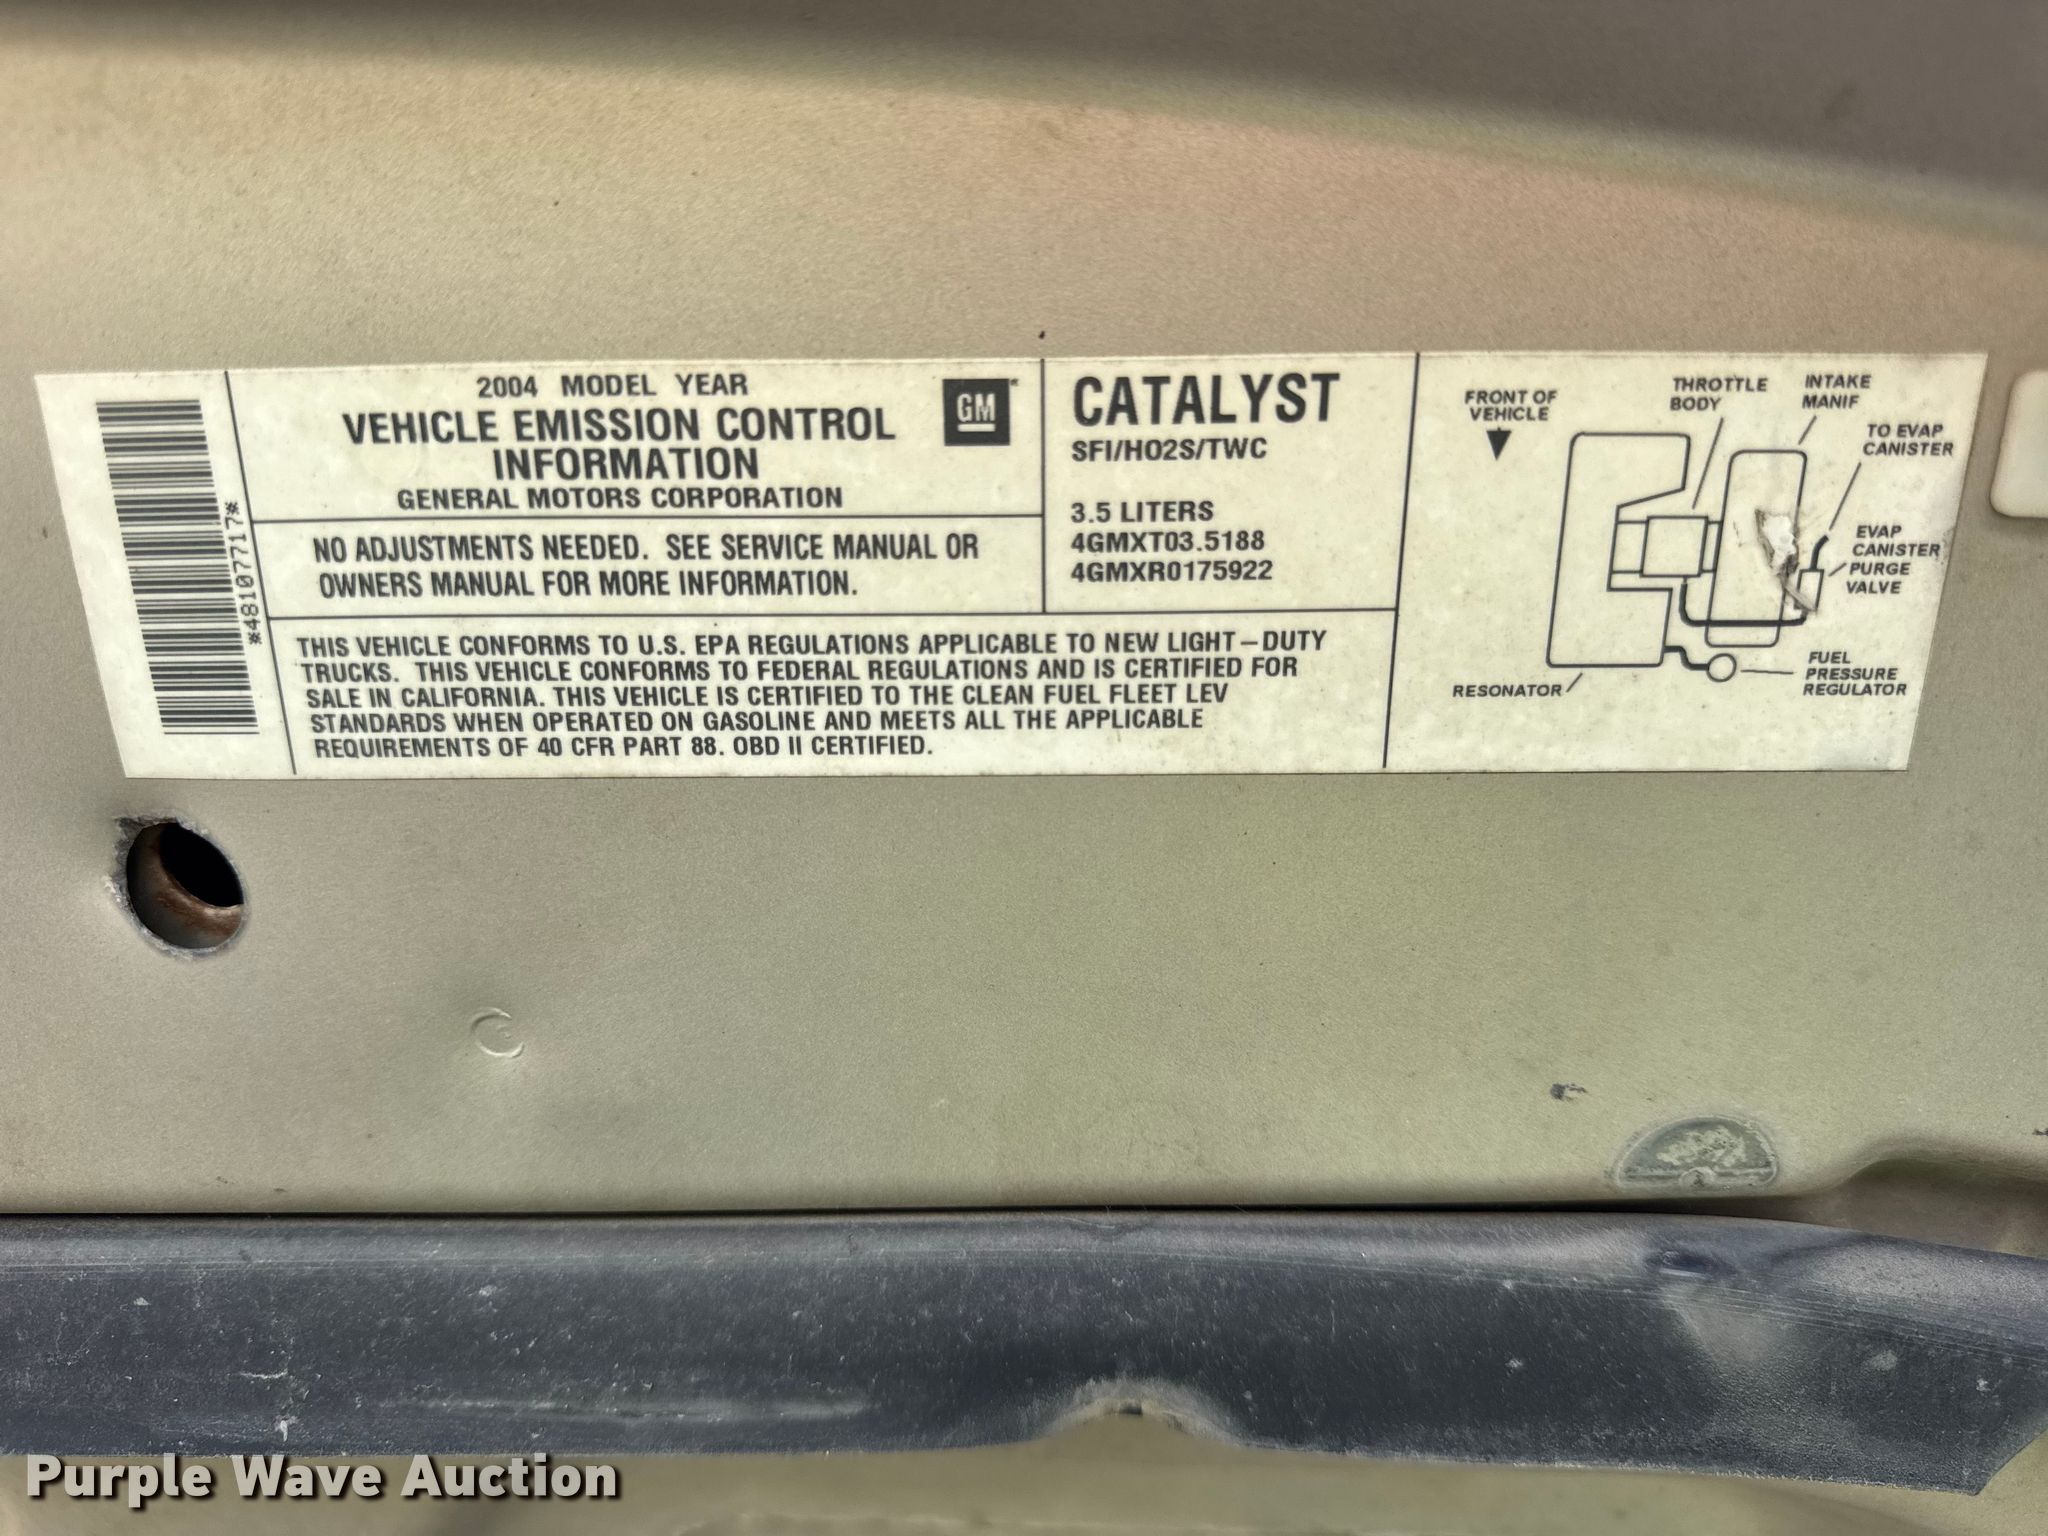 *48107717*
2004 MODEL YEAR
VEHICLE EMISSION CONTROL
INFORMATION
GENERAL MOTORS CORPORATION
GM
NO ADJUSTMENTS NEEDED. SEE SERVICE MANUAL OR
OWNERS MANUAL FOR MORE INFORMATION.
CATALYST
SFI/HO2S/TWC
3.5 LITERS
4GMXT03.5188
4GMXR0175922
THIS VEHICLE CONFORMS TO U.S. EPA REGULATIONS APPLICABLE TO NEW LIGHT-DUTY
TRUCKS. THIS VEHICLE CONFORMS TO FEDERAL REGULATIONS AND IS CERTIFIED FOR
SALE IN CALIFORNIA. THIS VEHICLE IS CERTIFIED TO THE CLEAN FUEL FLEET LEV
STANDARDS WHEN OPERATED ON GASOLINE AND MEETS ALL THE APPLICABLE
REQUIREMENTS OF 40 CFR PART 88. OBD II CERTIFIED.
FRONT OF
VEHICLE
THROTTLE
BODY
INTAKE
MANIF
TO EVAP
CANISTER
EVAP
CANISTER
PURGE
VALVE
FUEL
PRESSURE
REGULATOR
RESONATOR
Purple Wave Auction